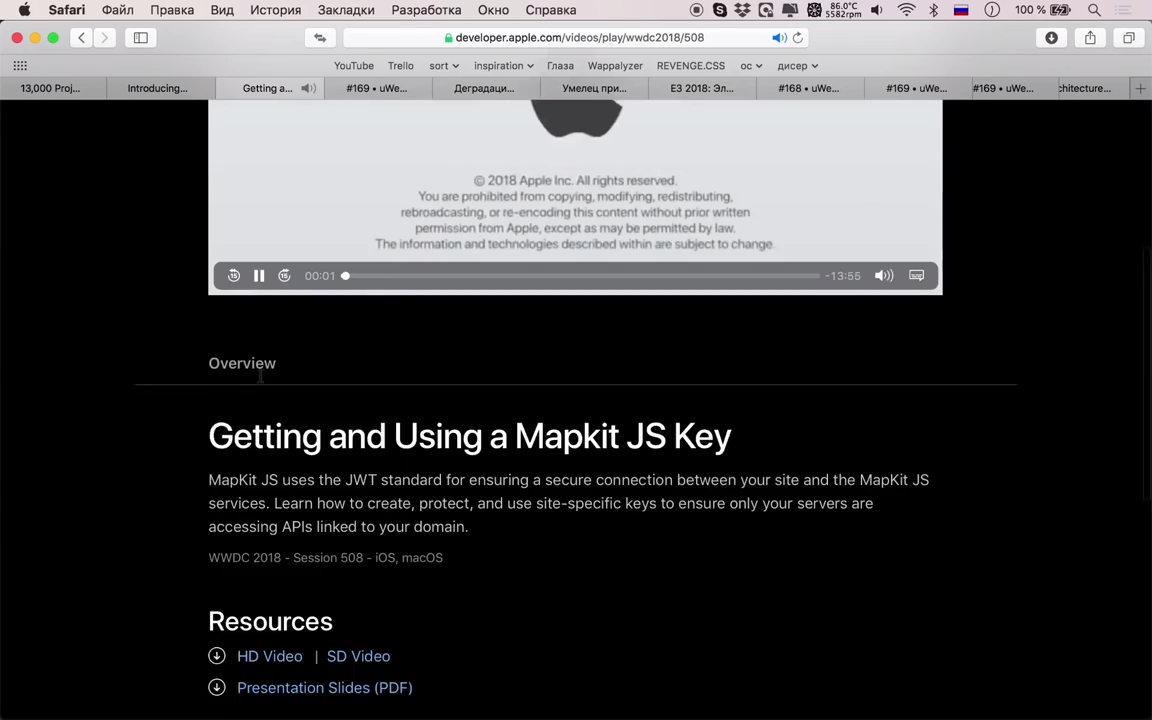 Safari Файл Правка Вид История Закладки Разработка Окно Справка 86.0°C 5582rpm 100 %
developer.apple.com/videos/play/wwdc2018/508
YouTube Trello sort inspiration Глаза Wappalyzer REVENGE.CSS ос дисер
13,000 Proj... Introducing... Getting a... #169 • uWe... Деградаци... Умелец при... E3 2018: Эл... #168 • uWe... #169 • uWe... #169 • uWe... chitecture...
© 2018 Apple Inc. All rights reserved.
You are prohibited from copying, modifying, redistributing,
rebroadcasting, or re-encoding this content without prior written
permission from Apple, except as may be permitted by law.
The information and technologies described within are subject to change.
15 15 00:01 -13:55
Overview
Getting and Using a Mapkit JS Key
MapKit JS uses the JWT standard for ensuring a secure connection between your site and the MapKit JS
services. Learn how to create, protect, and use site-specific keys to ensure only your servers are
accessing APIs linked to your domain.
WWDC 2018 - Session 508 - iOS, macOS
Resources
HD Video | SD Video
Presentation Slides (PDF)